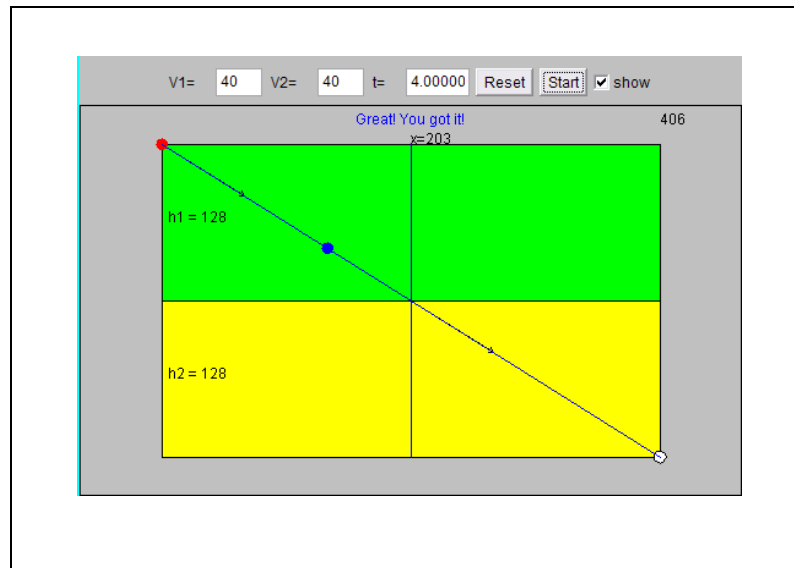 V1= 40 V2= 40 t= 4.00000 Reset Start show
Great! You got it! 406
x=203
h1 = 128
h2 = 128